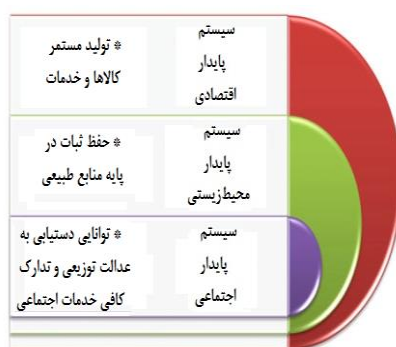 سیستم
پایدار
اقتصادی
* تولید مستمر
کالاها و خدمات
سیستم
پایدار
محیط‌زیستی
* حفظ ثبات در
پایه منابع طبیعی
سیستم
پایدار
اجتماعی
* توانایی دستیابی به
عدالت توزیعی و تدارک
کافی خدمات اجتماعی